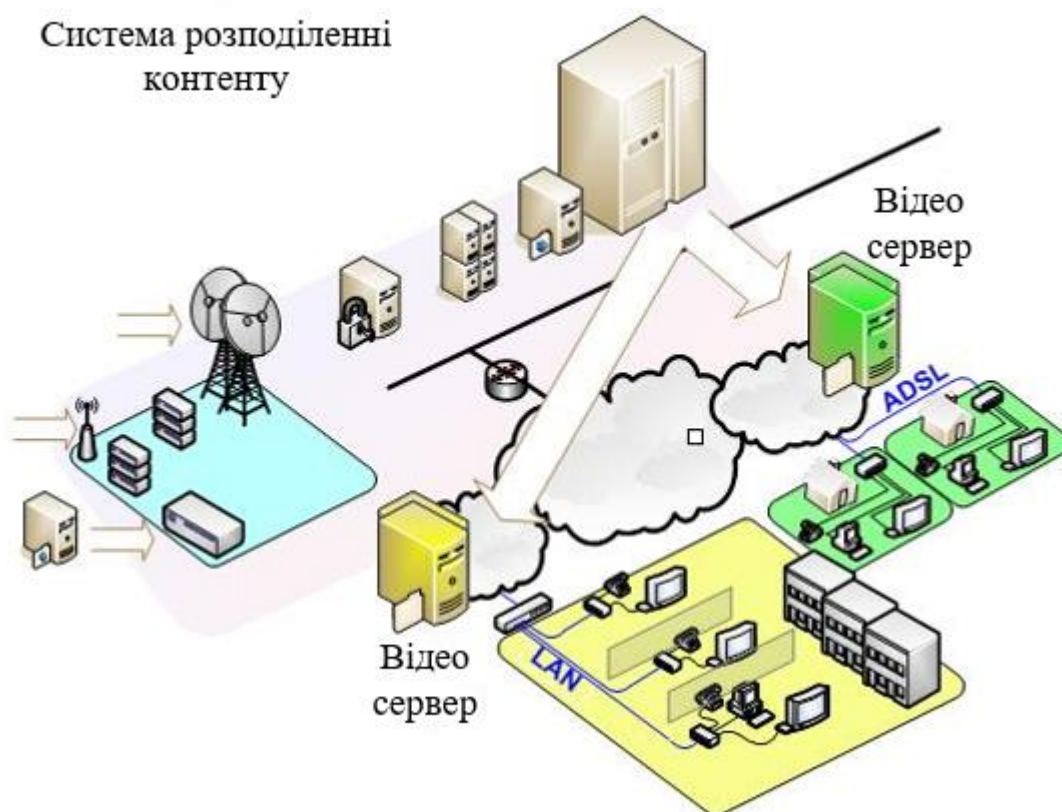 Система розподіленні
контенту
Відео
сервер
ADSL
LAN
Відео
сервер